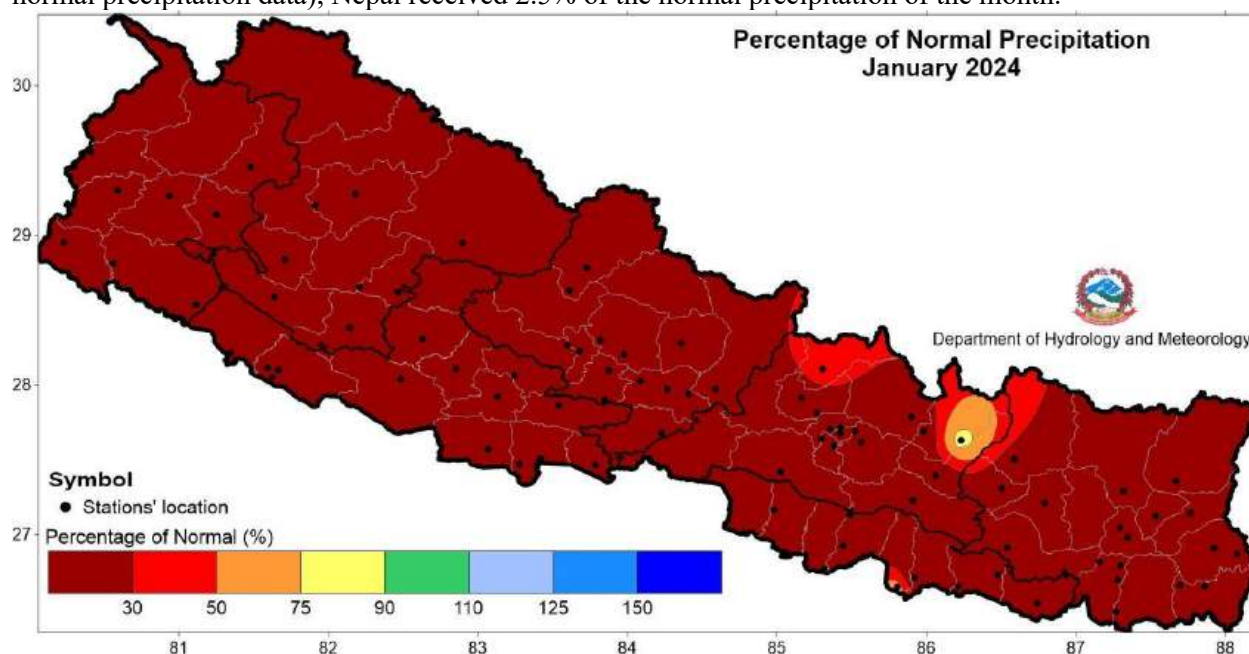 normal precipitation data), Nepal received 2.5% of the normal precipitation of the month.
Percentage of Normal Precipitation
January 2024
30
29
28
27
Department of Hydrology and Meteorology
Symbol
Stations' location
Percentage of Normal (%)
30 50 75 90 110 125 150
81 82 83 84 85 86 87 88